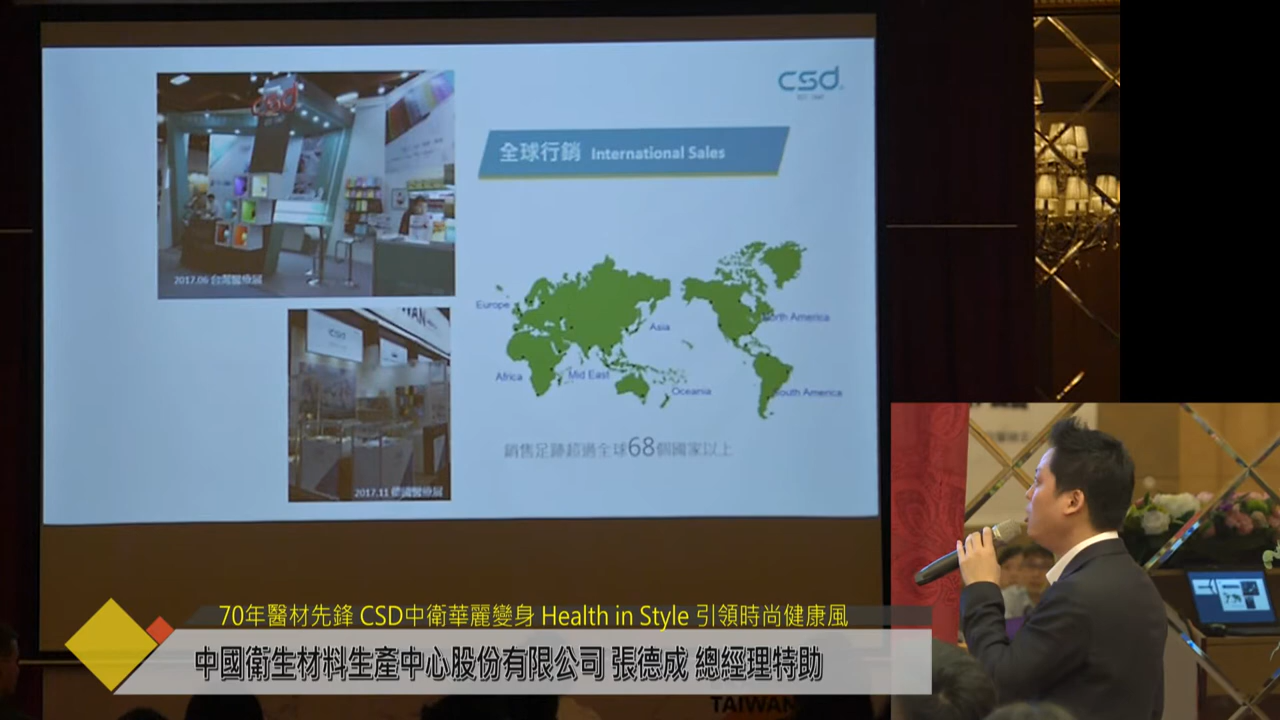 csd
csd
全球行銷 International Sales
2017.06 台灣醫療展
Europe
Asia
North America
Africa
Mid East
Oceania
South America
csd
銷售足跡超過全球68個國家以上
2017.11 德國醫療展
70年醫材先鋒 CSD中衛華麗變身 Health in Style 引領時尚健康風
中國衛生材料生產中心股份有限公司 張德成 總經理特助
TAIWAN